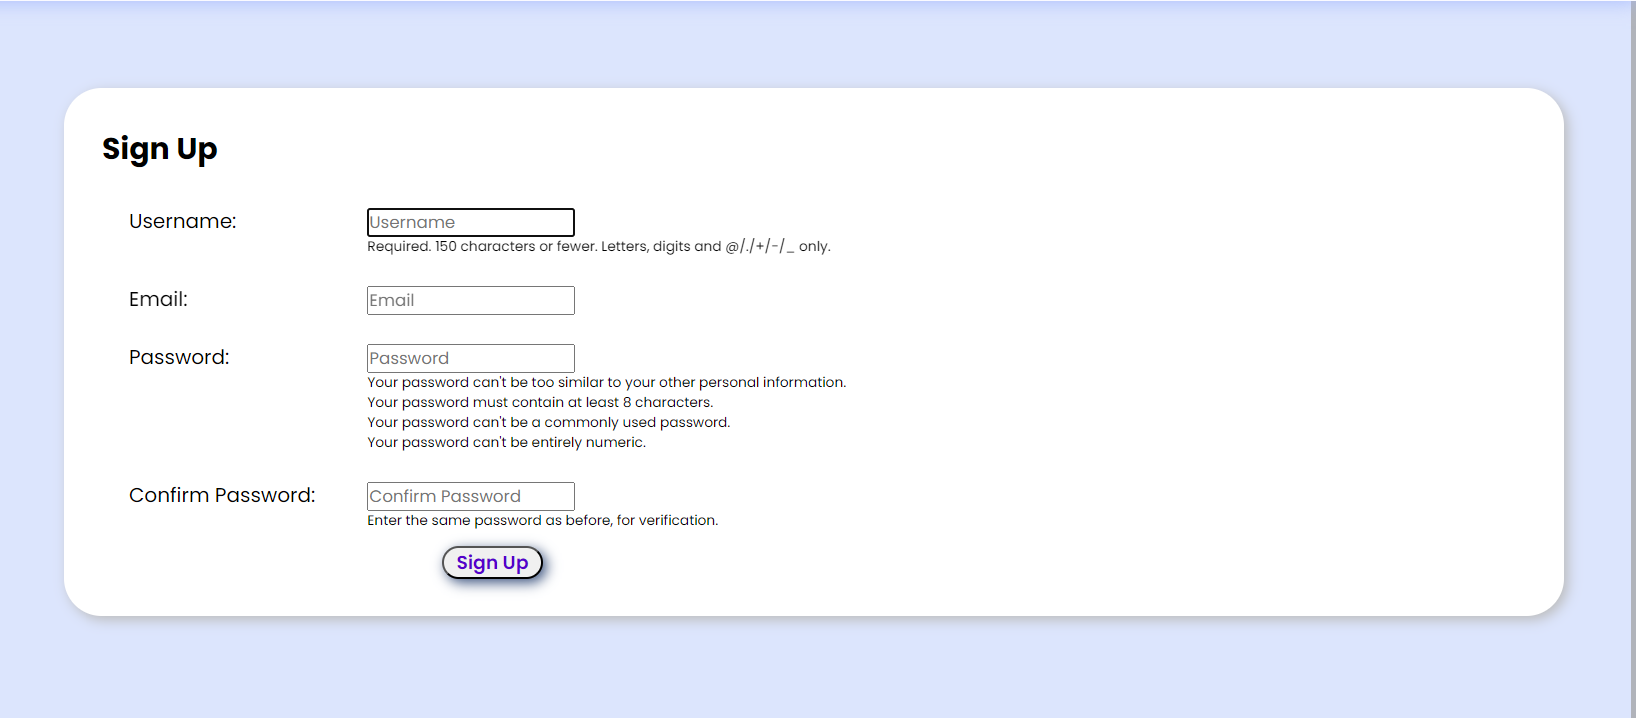 Sign Up
Username:
Username
Required. 150 characters or fewer. Letters, digits and @/./+/-/_ only.
Email:
Email
Password:
Password
Your password can't be too similar to your other personal information.
Your password must contain at least 8 characters.
Your password can't be a commonly used password.
Your password can't be entirely numeric.
Confirm Password:
Confirm Password
Enter the same password as before, for verification.
Sign Up